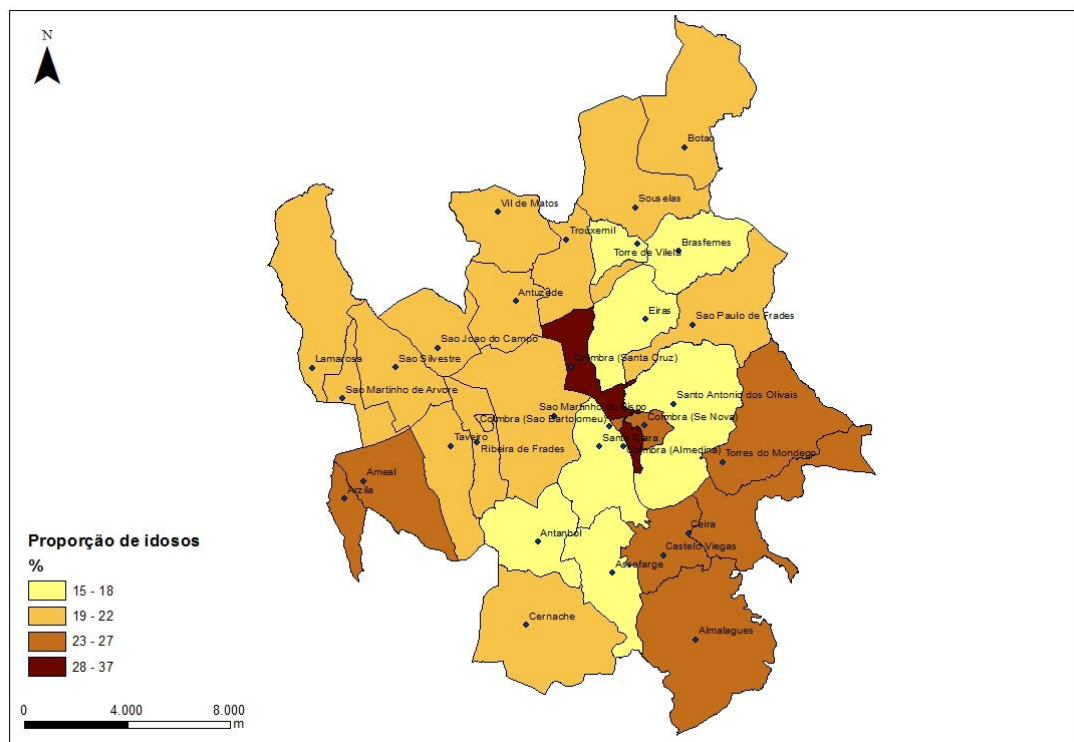 N
Botao
Souselas
Vil de Matos
Trouxemil
Torre de Vilela
Brasfemes
Antuzede
Eiras
Sao Paulo de Frades
Sao Joao do Campo
Lamarosa
Sao Silvestre
Coimbra (Santa Cruz)
Sao Martinho de Arvore
Santo Antonio dos Olivais
Sao Martinho do Bispo
Coimbra (Sao Bartolomeu)
Coimbra (Se Nova)
Taveiro
Ribeira de Frades
Santa Clara
Coimbra (Almedina)
Torres do Mondego
Ameal
Arzila
Ceira
Antanhol
Castelo Viegas
Assafarge
Cernache
Almalagues
Proporção de idosos
%
15 - 18
19 - 22
23 - 27
28 - 37
0 4.000 8.000
m